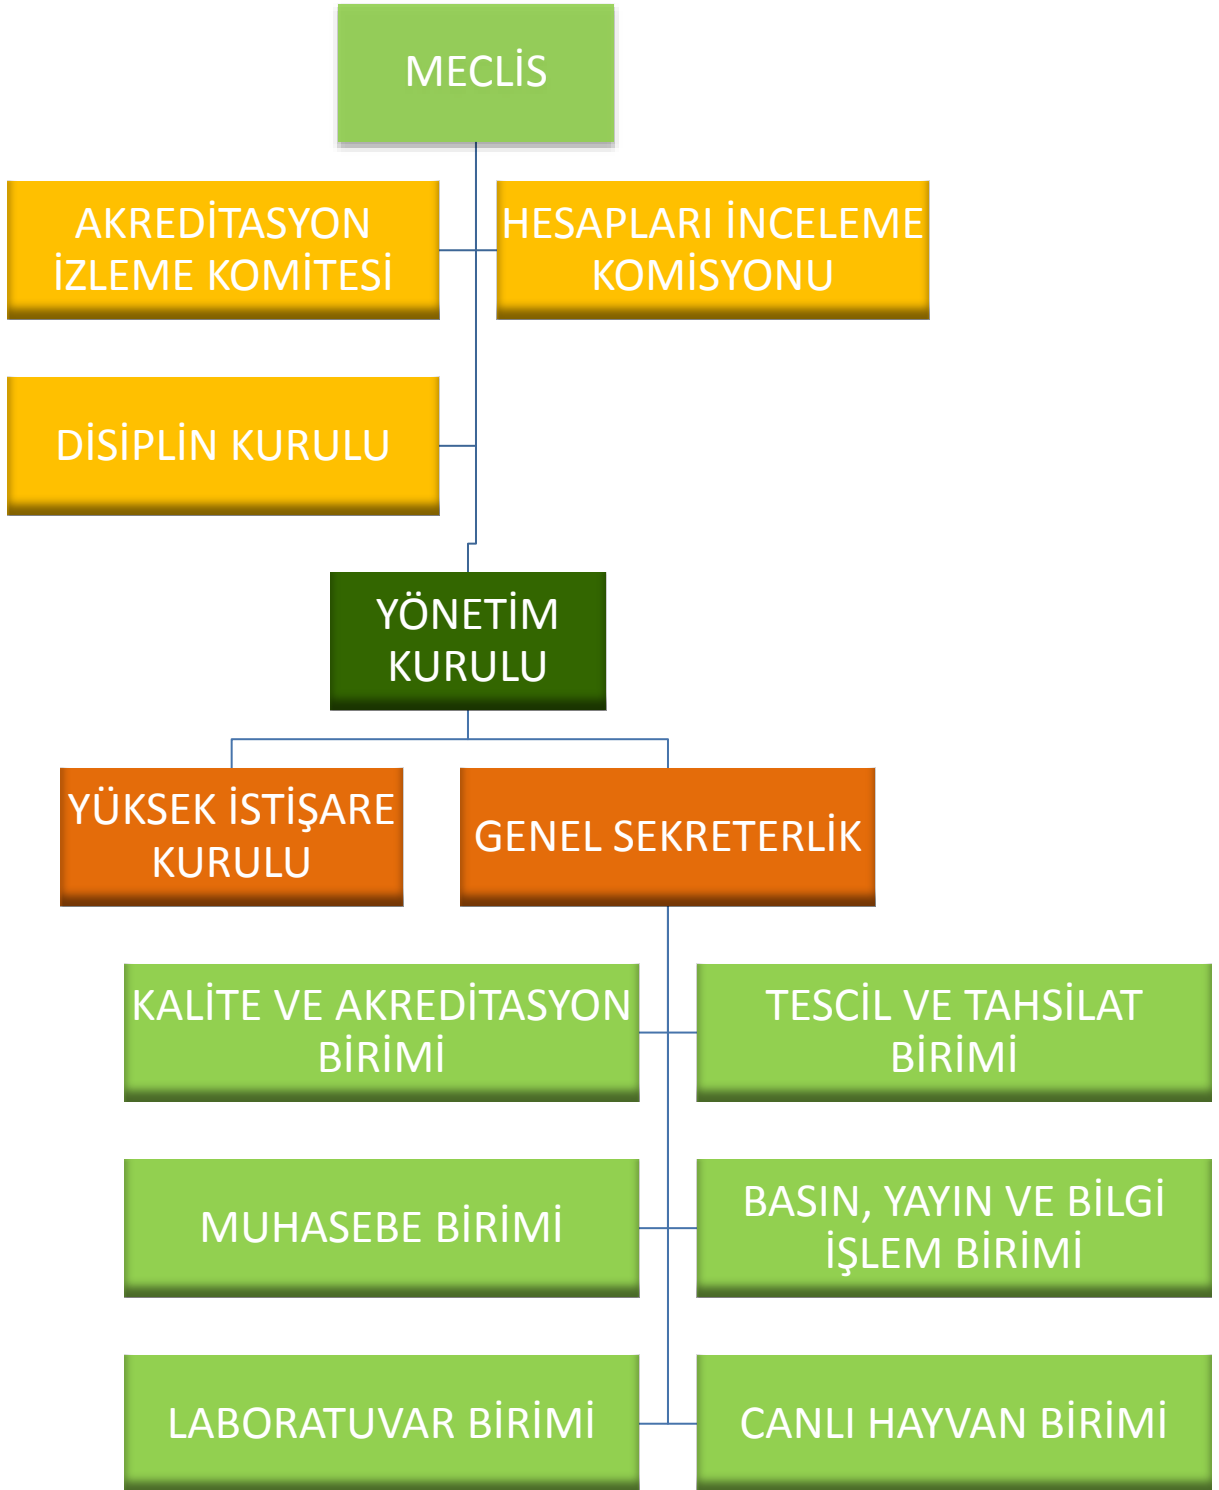 MECLİS
AKREDİTASYON
İZLEME KOMİTESİ
HESAPLARI İNCELEME
KOMİSYONU
DİSİPLİN KURULU
YÖNETİM
KURULU
YÜKSEK İSTİŞARE
KURULU
GENEL SEKRETERLİK
KALİTE VE AKREDİTASYON
BİRİMİ
TESCİL VE TAHSİLAT
BİRİMİ
MUHASEBE BİRİMİ
BASIN, YAYIN VE BİLGİ
İŞLEM BİRİMİ
LABORATUVAR BİRİMİ
CANLI HAYVAN BİRİMİ